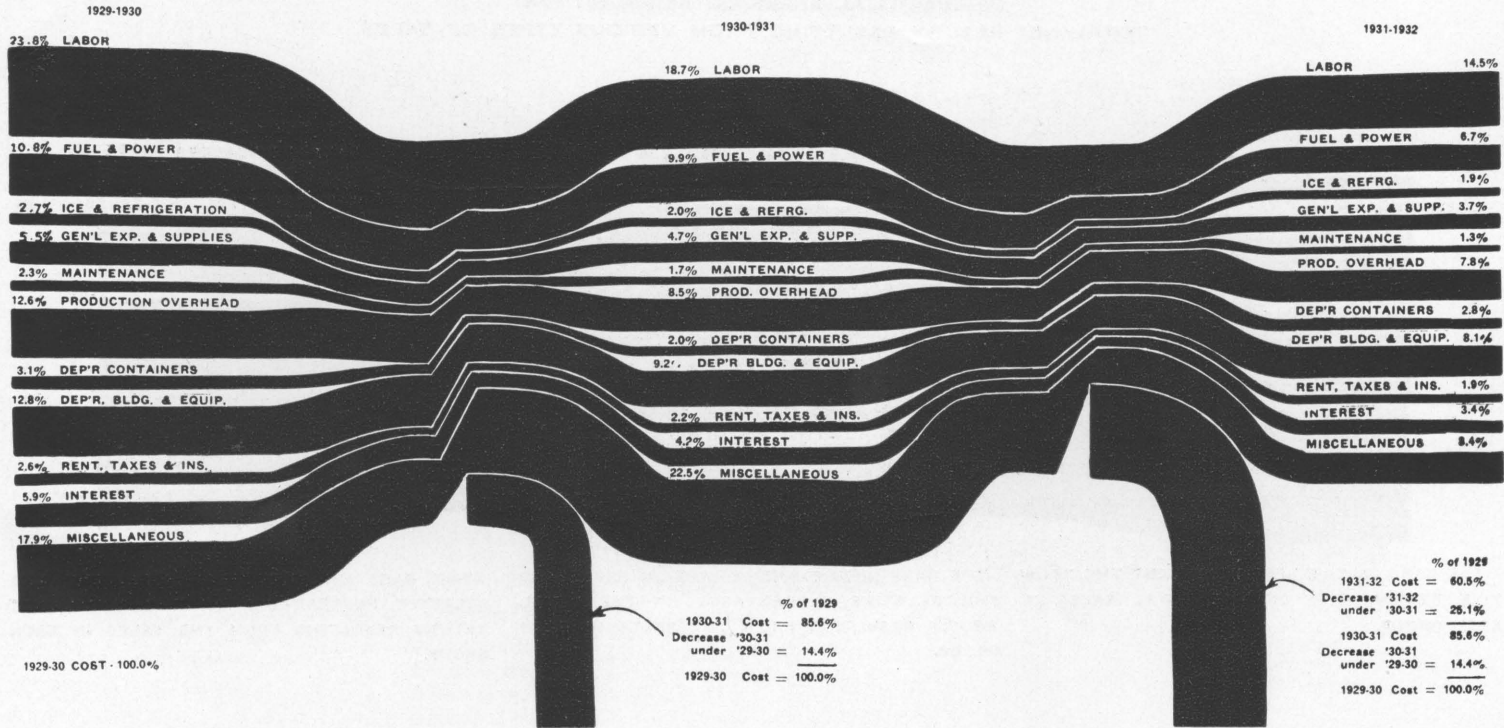 1929-1930
23.8% LABOR
10.8% FUEL & POWER
2.7% ICE & REFRIGERATION
5.5% GEN'L EXP. & SUPPLIES
2.3% MAINTENANCE
12.6% PRODUCTION OVERHEAD
3.1% DEP'R CONTAINERS
12.8% DEP'R. BLDG. & EQUIP.
2.6% RENT, TAXES & INS.
5.9% INTEREST
17.9% MISCELLANEOUS
1929-30 COST - 100.0%
1930-1931
18.7% LABOR
9.9% FUEL & POWER
2.0% ICE & REFRG.
4.7% GEN'L EXP. & SUPP.
1.7% MAINTENANCE
8.5% PROD. OVERHEAD
2.0% DEP'R CONTAINERS
9.2% DEP'R BLDG. & EQUIP.
2.2% RENT, TAXES & INS.
4.2% INTEREST
22.5% MISCELLANEOUS
% of 1929
1930-31 Cost = 85.6%
Decrease '30-31
under '29-30 = 14.4%
1929-30 Cost = 100.0%
1931-1932
LABOR 14.5%
FUEL & POWER 6.7%
ICE & REFRG. 1.9%
GEN'L EXP. & SUPP. 3.7%
MAINTENANCE 1.3%
PROD. OVERHEAD 7.8%
DEP'R CONTAINERS 2.8%
DEP'R BLDG. & EQUIP. 8.1%
RENT, TAXES & INS. 1.9%
INTEREST 3.4%
MISCELLANEOUS 8.4%
% of 1929
1931-32 Cost = 60.5%
Decrease '31-32
under '30-31 = 25.1%
1930-31 Cost 85.6%
Decrease '30-31
under '29-30 = 14.4%
1929-30 Cost = 100.0%